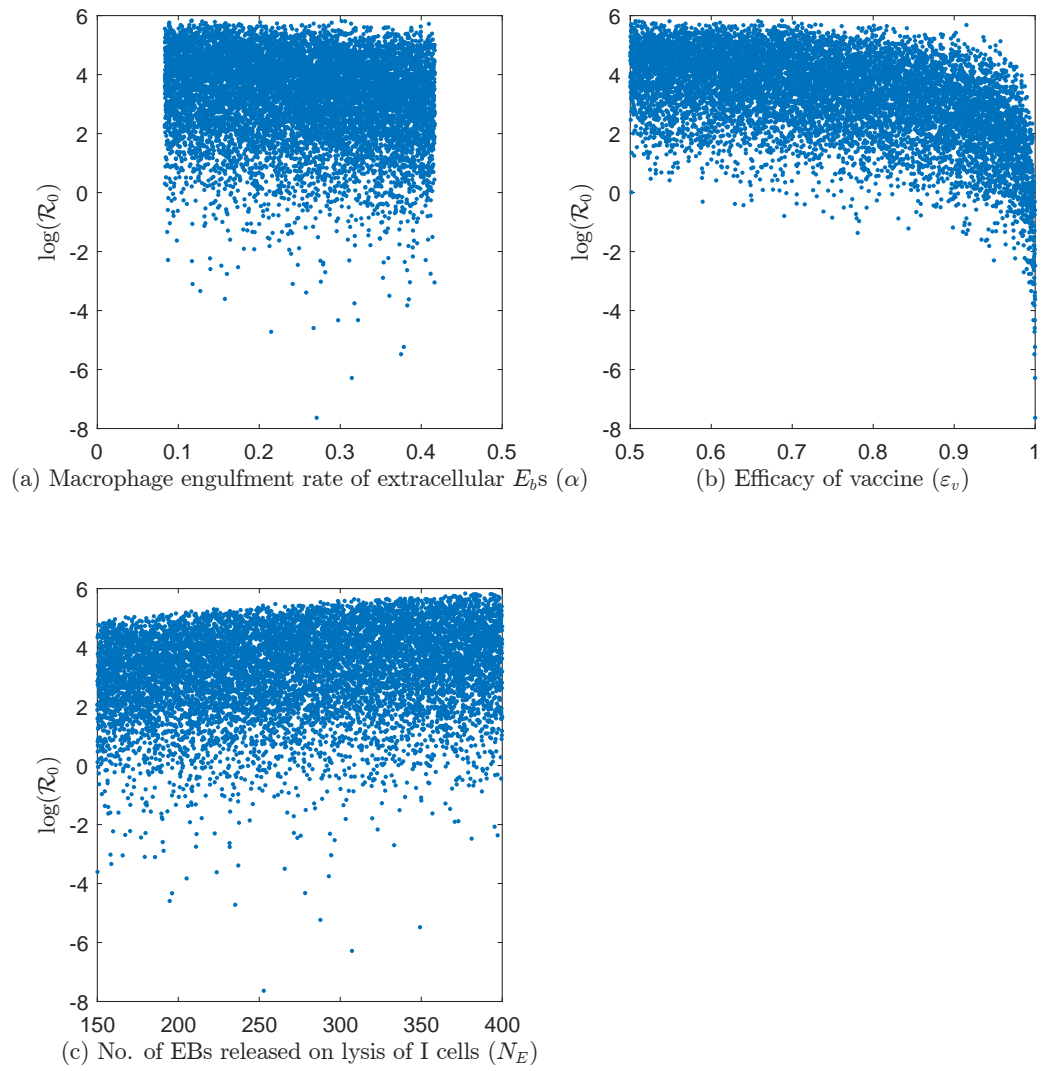 6
4
2
0
-2
-4
-6
-8
log(R₀)
0 0.1 0.2 0.3 0.4 0.5
(a) Macrophage engulfment rate of extracellular E_bs (α)
6
4
2
0
-2
-4
-6
-8
log(R₀)
0.5 0.6 0.7 0.8 0.9 1
(b) Efficacy of vaccine (ε_v)
6
4
2
0
-2
-4
-6
-8
log(R₀)
150 200 250 300 350 400
(c) No. of EBs released on lysis of I cells (N_E)